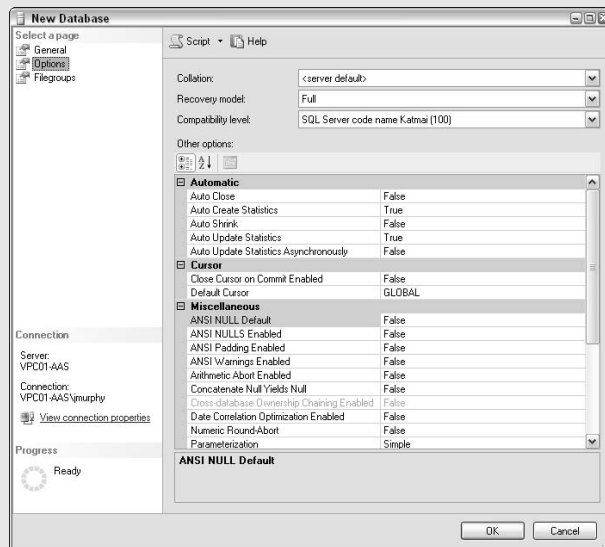 New Database
Select a page
General
Options
Filegroups
Script Help
Collation: <server default>
Recovery model: Full
Compatibility level: SQL Server code name Katmai (100)
Other options:
Automatic
Auto Close False
Auto Create Statistics True
Auto Shrink False
Auto Update Statistics True
Auto Update Statistics Asynchronously False
Cursor
Close Cursor on Commit Enabled False
Default Cursor GLOBAL
Miscellaneous
ANSI NULL Default False
ANSI NULLS Enabled False
ANSI Padding Enabled False
ANSI Warnings Enabled False
Arithmetic Abort Enabled False
Concatenate Null Yields Null False
Cross-database Ownership Chaining Enabled False
Date Correlation Optimization Enabled False
Numeric Round-Abort False
Parameterization Simple
ANSI NULL Default
Connection
Server:
VPC01-AAS
Connection:
VPC01-AAS\jmurphy
View connection properties
Progress
Ready
OK Cancel